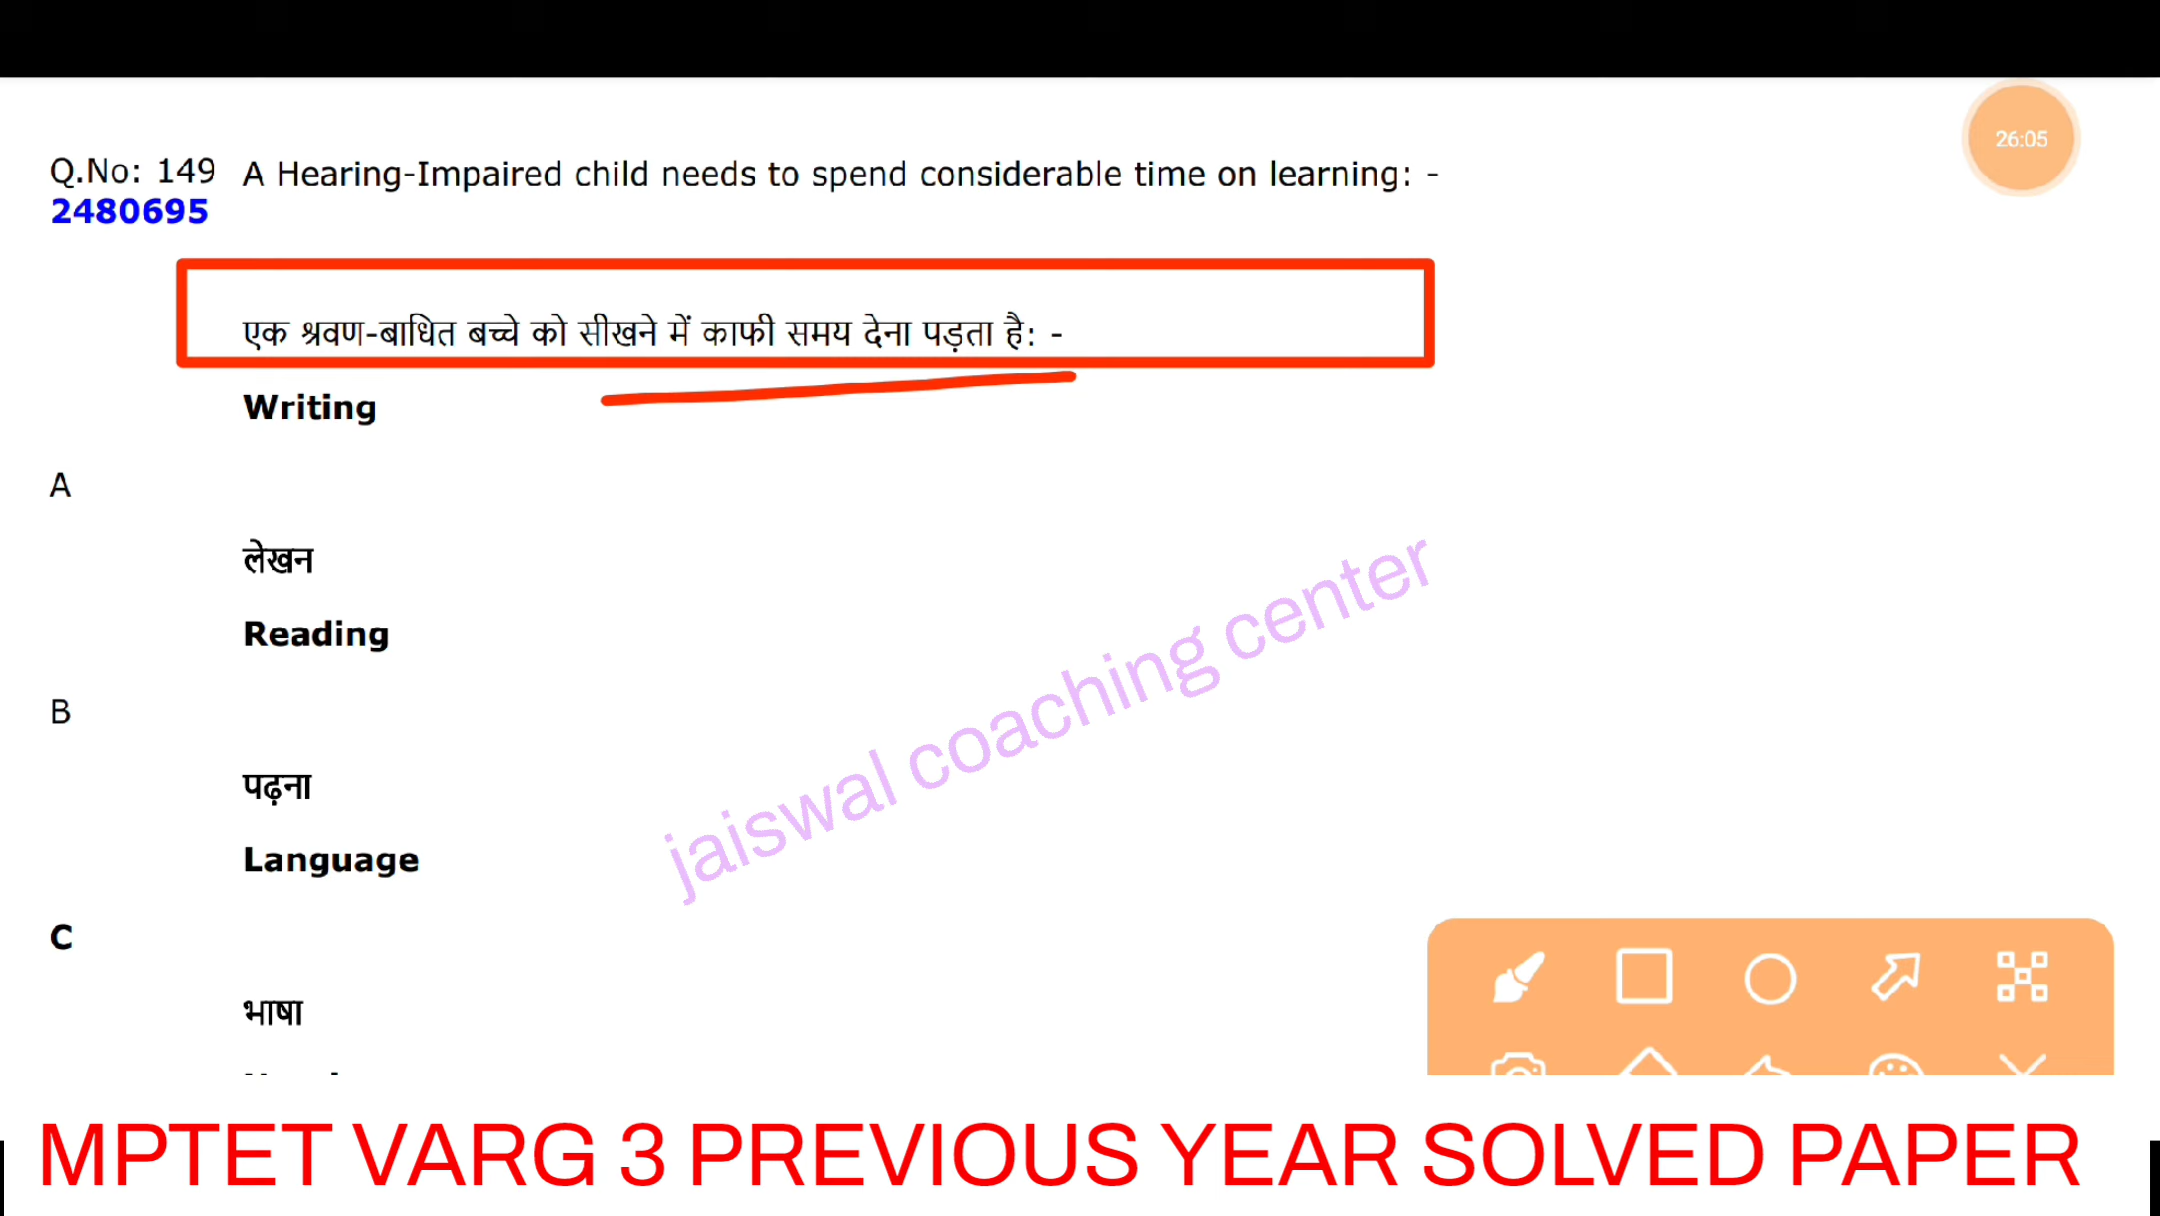 26:05
Q.No: 149 A Hearing-Impaired child needs to spend considerable time on learning: -
2480695
एक श्रवण-बाधित बच्चे को सीखने में काफी समय देना पड़ता है: -
Writing
A
लेखन
Reading
B
पढ़ना
Language
C
भाषा
jaiswal coaching center
MPTET VARG 3 PREVIOUS YEAR SOLVED PAPER